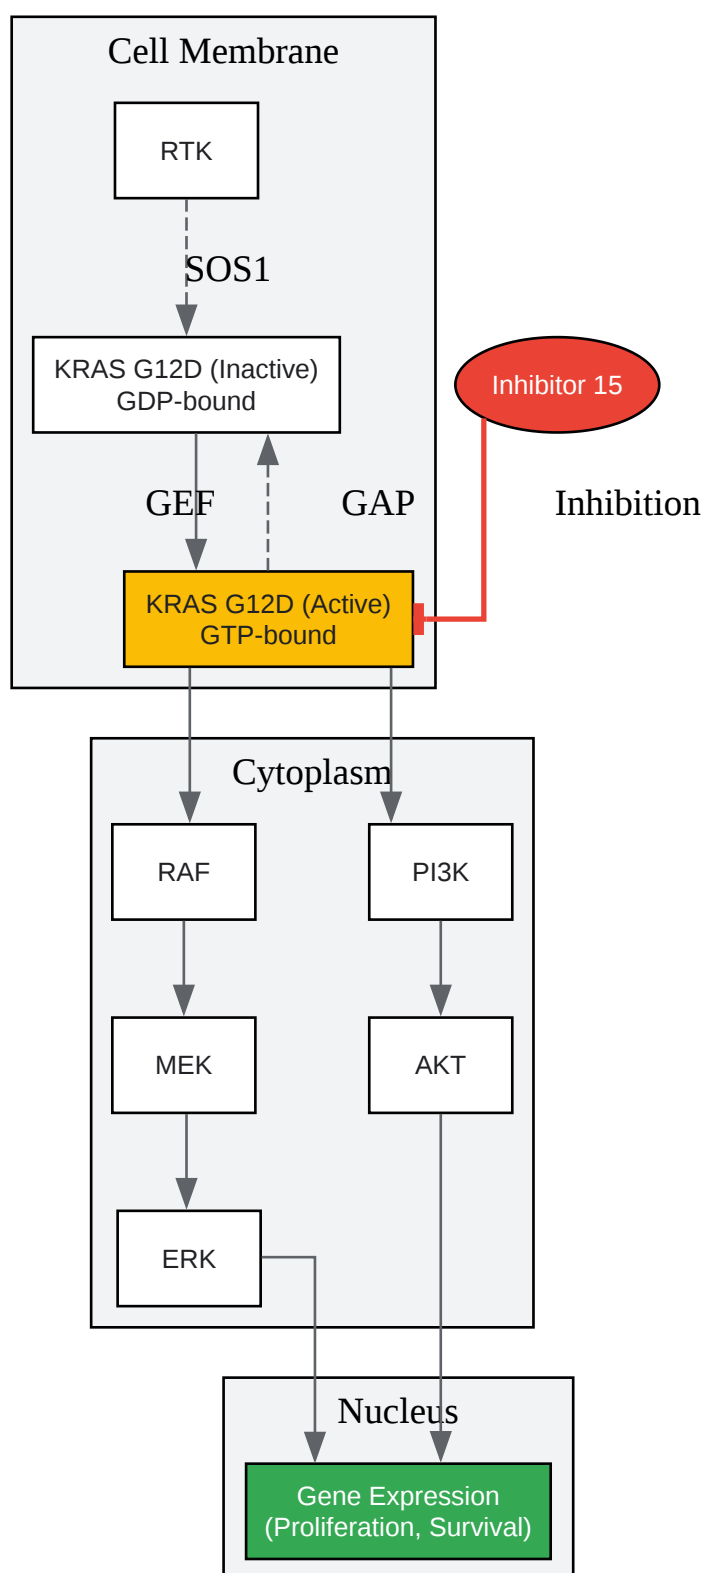 Cell Membrane
RTK
SOS1
KRAS G12D (Inactive)
GDP-bound
Inhibitor 15
GEF
GAP
Inhibition
KRAS G12D (Active)
GTP-bound
Cytoplasm
RAF
PI3K
MEK
AKT
ERK
Nucleus
Gene Expression
(Proliferation, Survival)